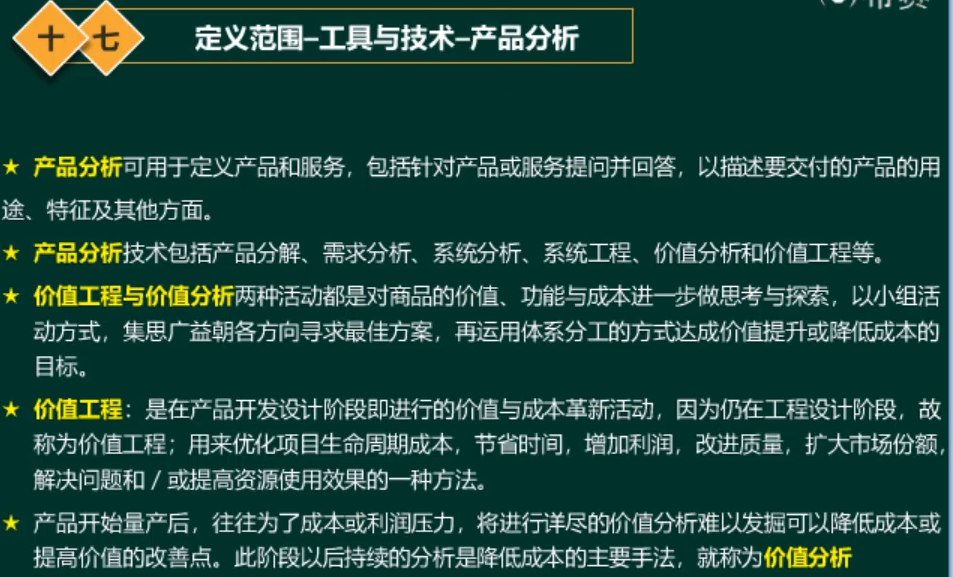 十七 定义范围–工具与技术–产品分析
★ 产品分析可用于定义产品和服务，包括针对产品或服务提问并回答，以描述要交付的产品的用
途、特征及其他方面。
★ 产品分析技术包括产品分解、需求分析、系统分析、系统工程、价值分析和价值工程等。
★ 价值工程与价值分析两种活动都是对商品的价值、功能与成本进一步做思考与探索，以小组活
动方式，集思广益朝各方向寻求最佳方案，再运用体系分工的方式达成价值提升或降低成本的
目标。
★ 价值工程：是在产品开发设计阶段即进行的价值与成本革新活动，因为仍在工程设计阶段，故
称为价值工程；用来优化项目生命周期成本，节省时间，增加利润，改进质量，扩大市场份额，
解决问题和 / 或提高资源使用效果的一种方法。
★ 产品开始量产后，往往为了成本或利润压力，将进行详尽的价值分析难以发掘可以降低成本或
提高价值的改善点。此阶段以后持续的分析是降低成本的主要手法，就称为价值分析